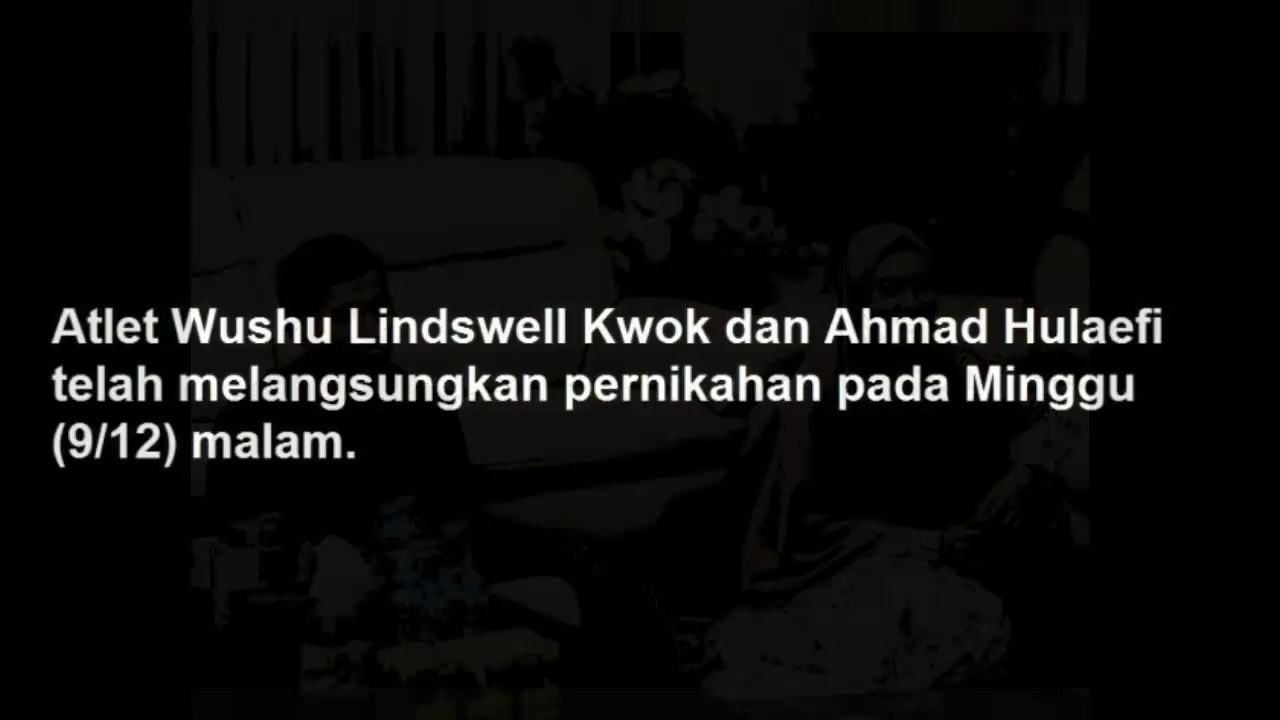 Atlet Wushu Lindswell Kwok dan Ahmad Hulaefi
telah melangsungkan pernikahan pada Minggu
(9/12) malam.